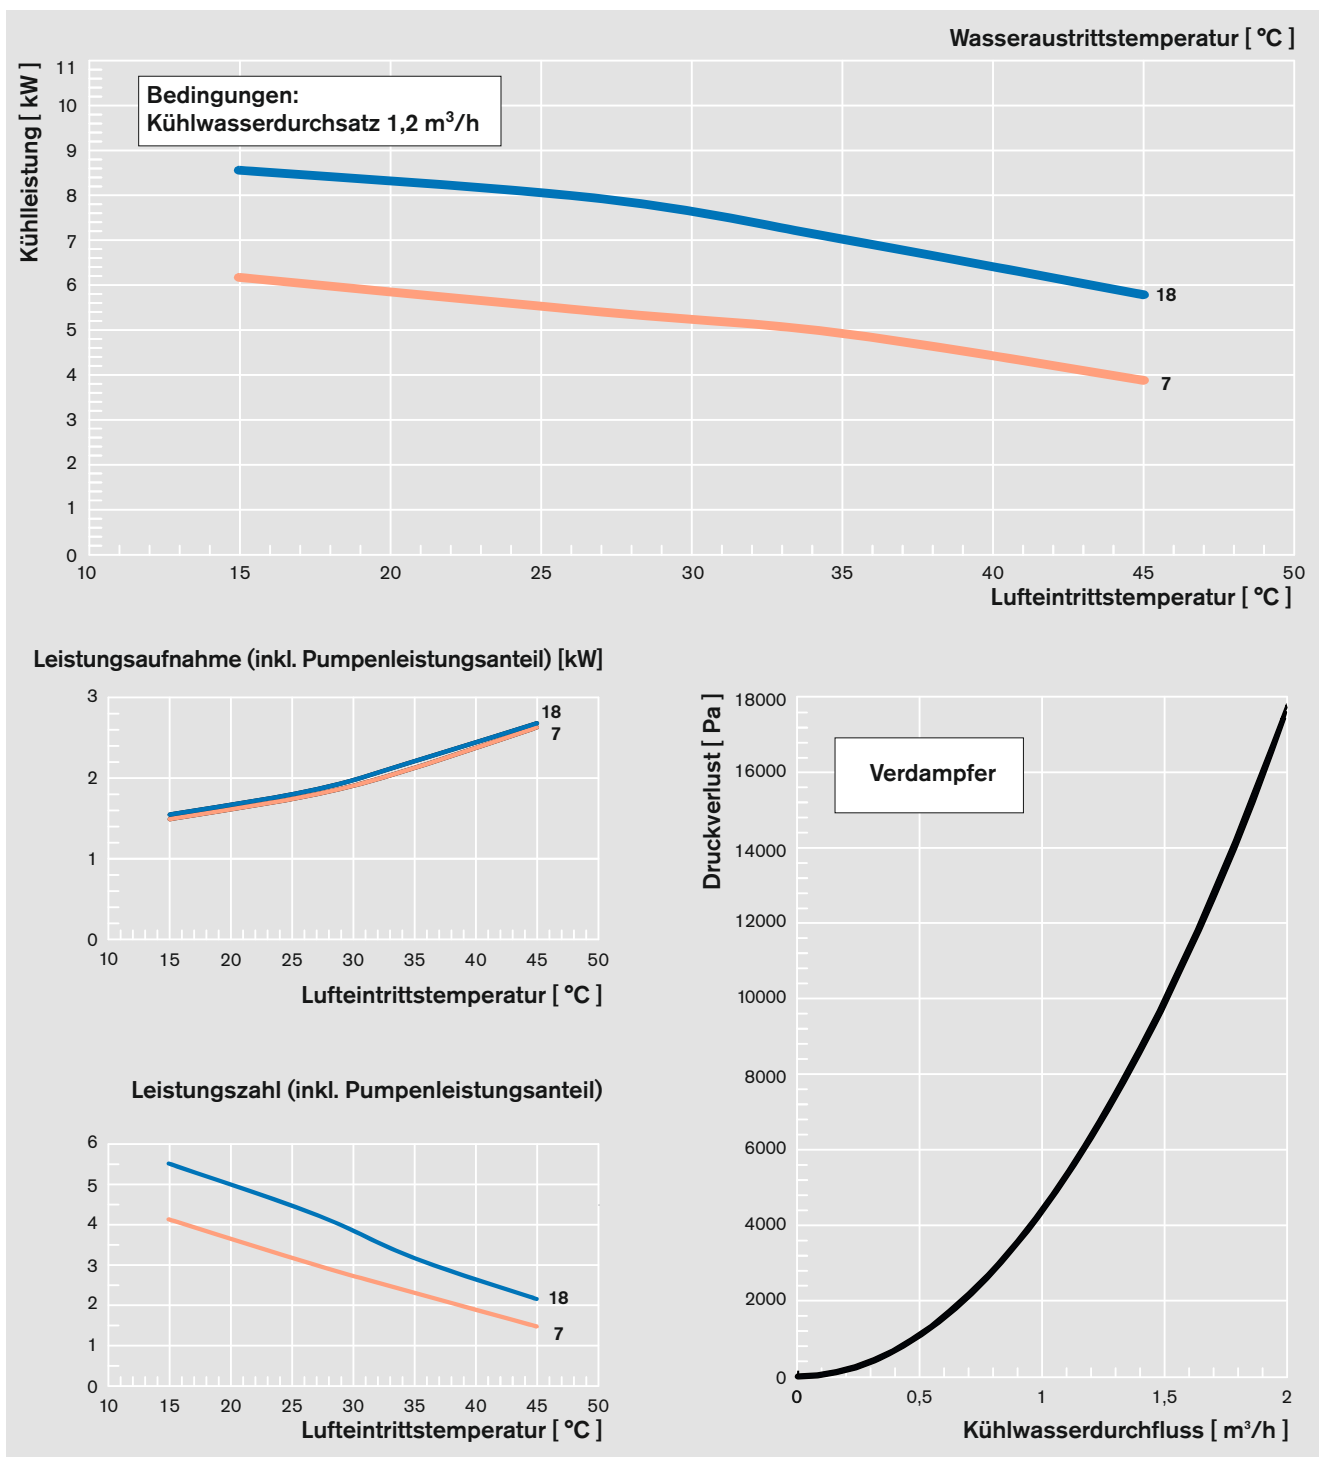 Wasseraustrittstemperatur [ °C ]
Kühlleistung [ kW ]
11
10
9
8
7
6
5
4
3
2
1
0
Bedingungen:
Kühlwasserdurchsatz 1,2 m³/h
18
7
10 15 20 25 30 35 40 45 50
Lufteintrittstemperatur [ °C ]
Leistungsaufnahme (inkl. Pumpenleistungsanteil) [kW]
3
2
1
0
18
7
10 15 20 25 30 35 40 45 50
Lufteintrittstemperatur [ °C ]
Leistungszahl (inkl. Pumpenleistungsanteil)
6
5
4
3
2
1
0
18
7
10 15 20 25 30 35 40 45 50
Lufteintrittstemperatur [ °C ]
Druckverlust [ Pa ]
18000
16000
14000
12000
10000
8000
6000
4000
2000
0
Verdampfer
0 0,5 1 1,5 2
Kühlwasserdurchfluss [ m³/h ]